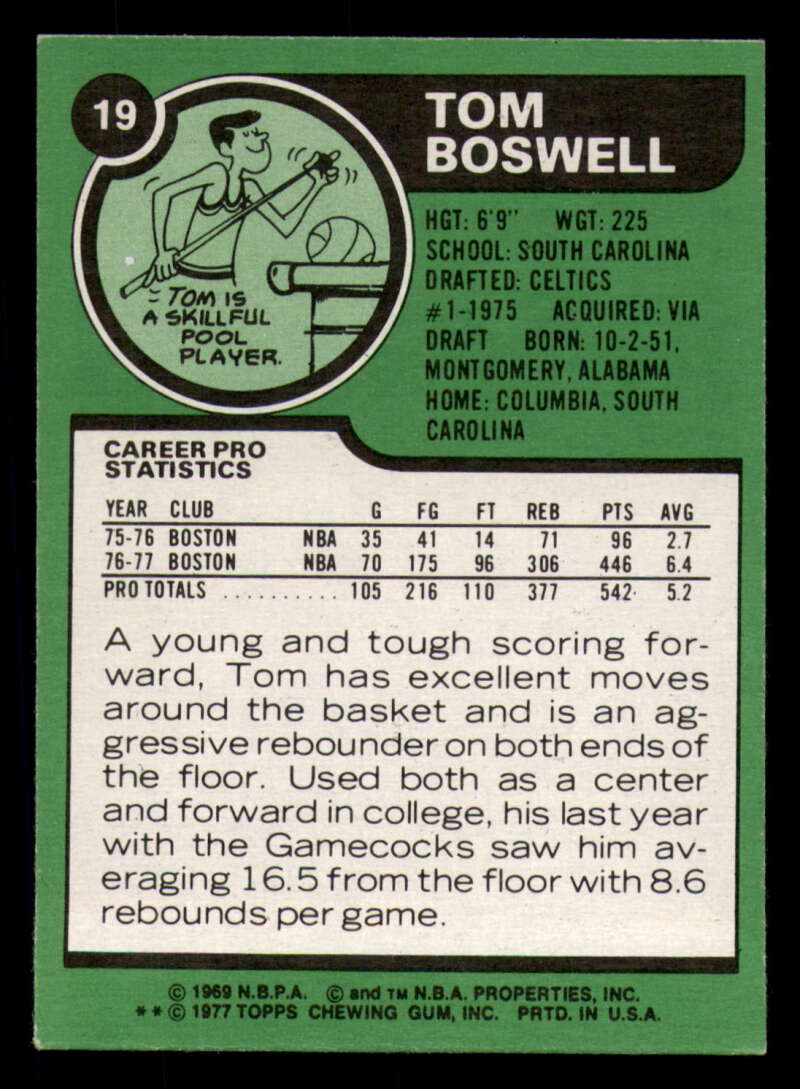 19
TOM
BOSWELL
TOM IS
A SKILLFUL
POOL
PLAYER.
HGT: 6'9" WGT: 225
SCHOOL: SOUTH CAROLINA
DRAFTED: CELTICS
#1-1975 ACQUIRED: VIA
DRAFT BORN: 10-2-51,
MONTGOMERY, ALABAMA
HOME: COLUMBIA, SOUTH
CAROLINA
CAREER PRO
STATISTICS
YEAR CLUB G FG FT REB PTS AVG
75-76 BOSTON NBA 35 41 14 71 96 2.7
76-77 BOSTON NBA 70 175 96 306 446 6.4
PRO TOTALS .......... 105 216 110 377 542 5.2
A young and tough scoring for-
ward, Tom has excellent moves
around the basket and is an ag-
gressive rebounder on both ends of
the floor. Used both as a center
and forward in college, his last year
with the Gamecocks saw him av-
eraging 16.5 from the floor with 8.6
rebounds per game.
© 1969 N.B.P.A. © and TM N.B.A. PROPERTIES, INC.
**© 1977 TOPPS CHEWING GUM, INC. PRTD. IN U.S.A.